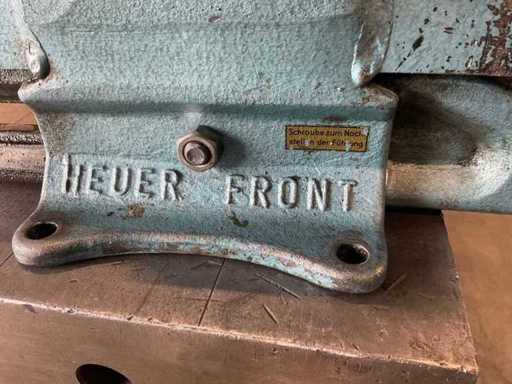 Schraube zum Nach-
stellen der Führung
HEUER FRONT